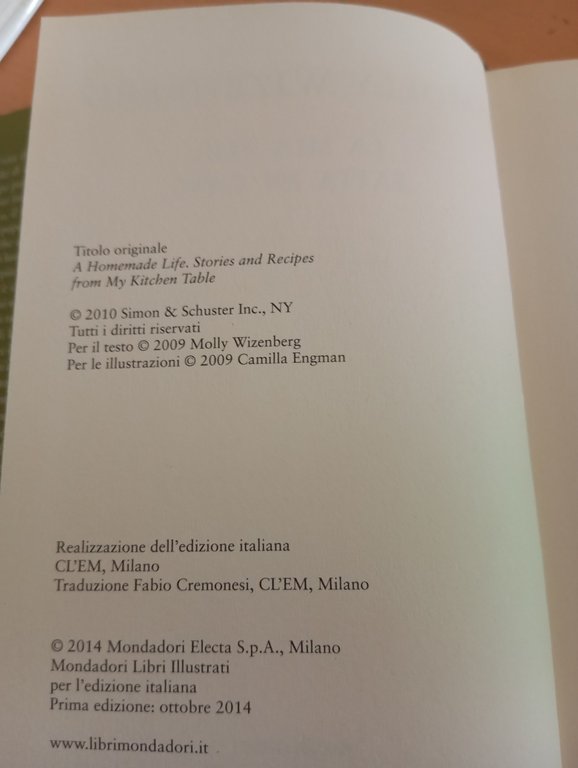 Titolo originale
A Homemade Life. Stories and Recipes
from My Kitchen Table
© 2010 Simon & Schuster Inc., NY
Tutti i diritti riservati
Per il testo © 2009 Molly Wizenberg
Per le illustrazioni © 2009 Camilla Engman
Realizzazione dell'edizione italiana
CL'EM, Milano
Traduzione Fabio Cremonesi, CL'EM, Milano
© 2014 Mondadori Electa S.p.A., Milano
Mondadori Libri Illustrati
per l'edizione italiana
Prima edizione: ottobre 2014
www.librimondadori.it